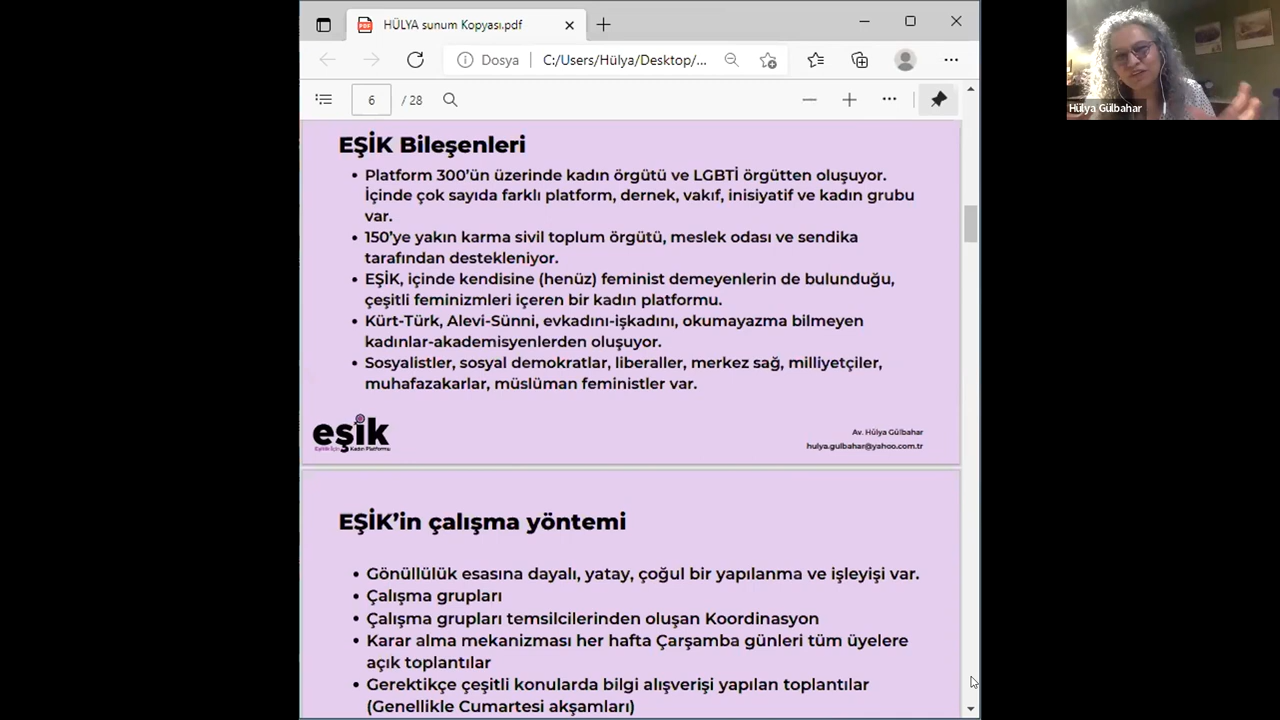 HÜLYA sunum Kopyası.pdf
Dosya
C:/Users/Hülya/Desktop/...
6
/ 28
Hülya Gülbahar
EŞİK Bileşenleri
• Platform 300'ün üzerinde kadın örgütü ve LGBTİ örgütten oluşuyor.
İçinde çok sayıda farklı platform, dernek, vakıf, inisiyatif ve kadın grubu
var.
• 150'ye yakın karma sivil toplum örgütü, meslek odası ve sendika
tarafından destekleniyor.
• EŞİK, içinde kendisine (henüz) feminist demeyenlerin de bulunduğu,
çeşitli feminizmleri içeren bir kadın platformu.
• Kürt-Türk, Alevi-Sünni, evkadını-işkadını, okumayazma bilmeyen
kadınlar-akademisyenlerden oluşuyor.
• Sosyalistler, sosyal demokratlar, liberaller, merkez sağ, milliyetçiler,
muhafazakarlar, müslüman feministler var.
eşik
Eşitlik İçin Kadın Platformu
Av. Hülya Gülbahar
hulya.gulbahar@yahoo.com.tr
EŞİK'in çalışma yöntemi
• Gönüllülük esasına dayalı, yatay, çoğul bir yapılanma ve işleyişi var.
• Çalışma grupları
• Çalışma grupları temsilcilerinden oluşan Koordinasyon
• Karar alma mekanizması her hafta Çarşamba günleri tüm üyelere
açık toplantılar
• Gerektikçe çeşitli konularda bilgi alışverişi yapılan toplantılar
(Genellikle Cumartesi akşamları)